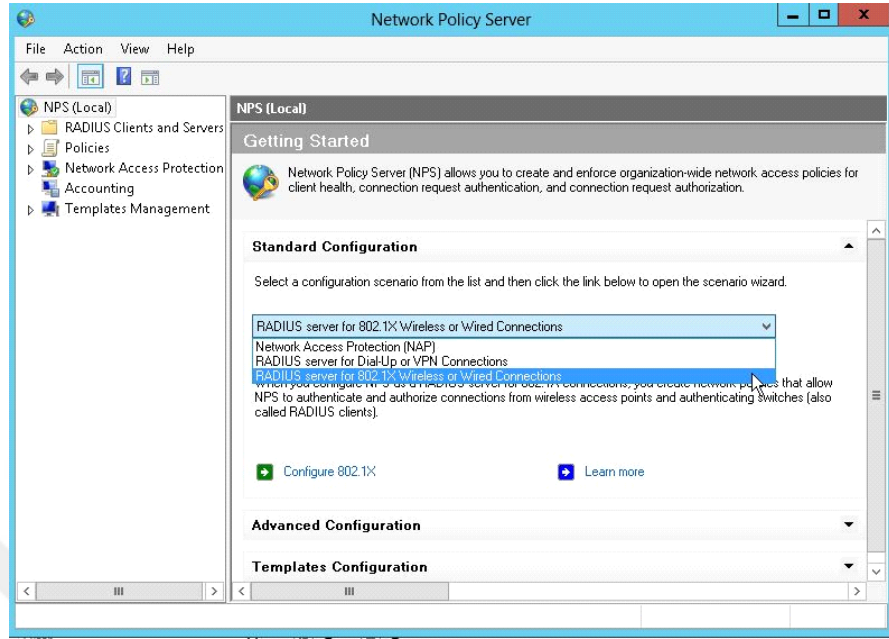 Network Policy Server
File Action View Help
NPS (Local)
RADIUS Clients and Servers
Policies
Network Access Protection
Accounting
Templates Management
NPS (Local)
Getting Started
Network Policy Server (NPS) allows you to create and enforce organization-wide network access policies for
client health, connection request authentication, and connection request authorization.
Standard Configuration
Select a configuration scenario from the list and then click the link below to open the scenario wizard.
RADIUS server for 802.1X Wireless or Wired Connections
Network Access Protection (NAP)
RADIUS server for Dial-Up or VPN Connections
RADIUS server for 802.1X Wireless or Wired Connections
that allow
NPS to authenticate and authorize connections from wireless access points and authenticating switches (also
called RADIUS clients).
Configure 802.1X
Learn more
Advanced Configuration
Templates Configuration